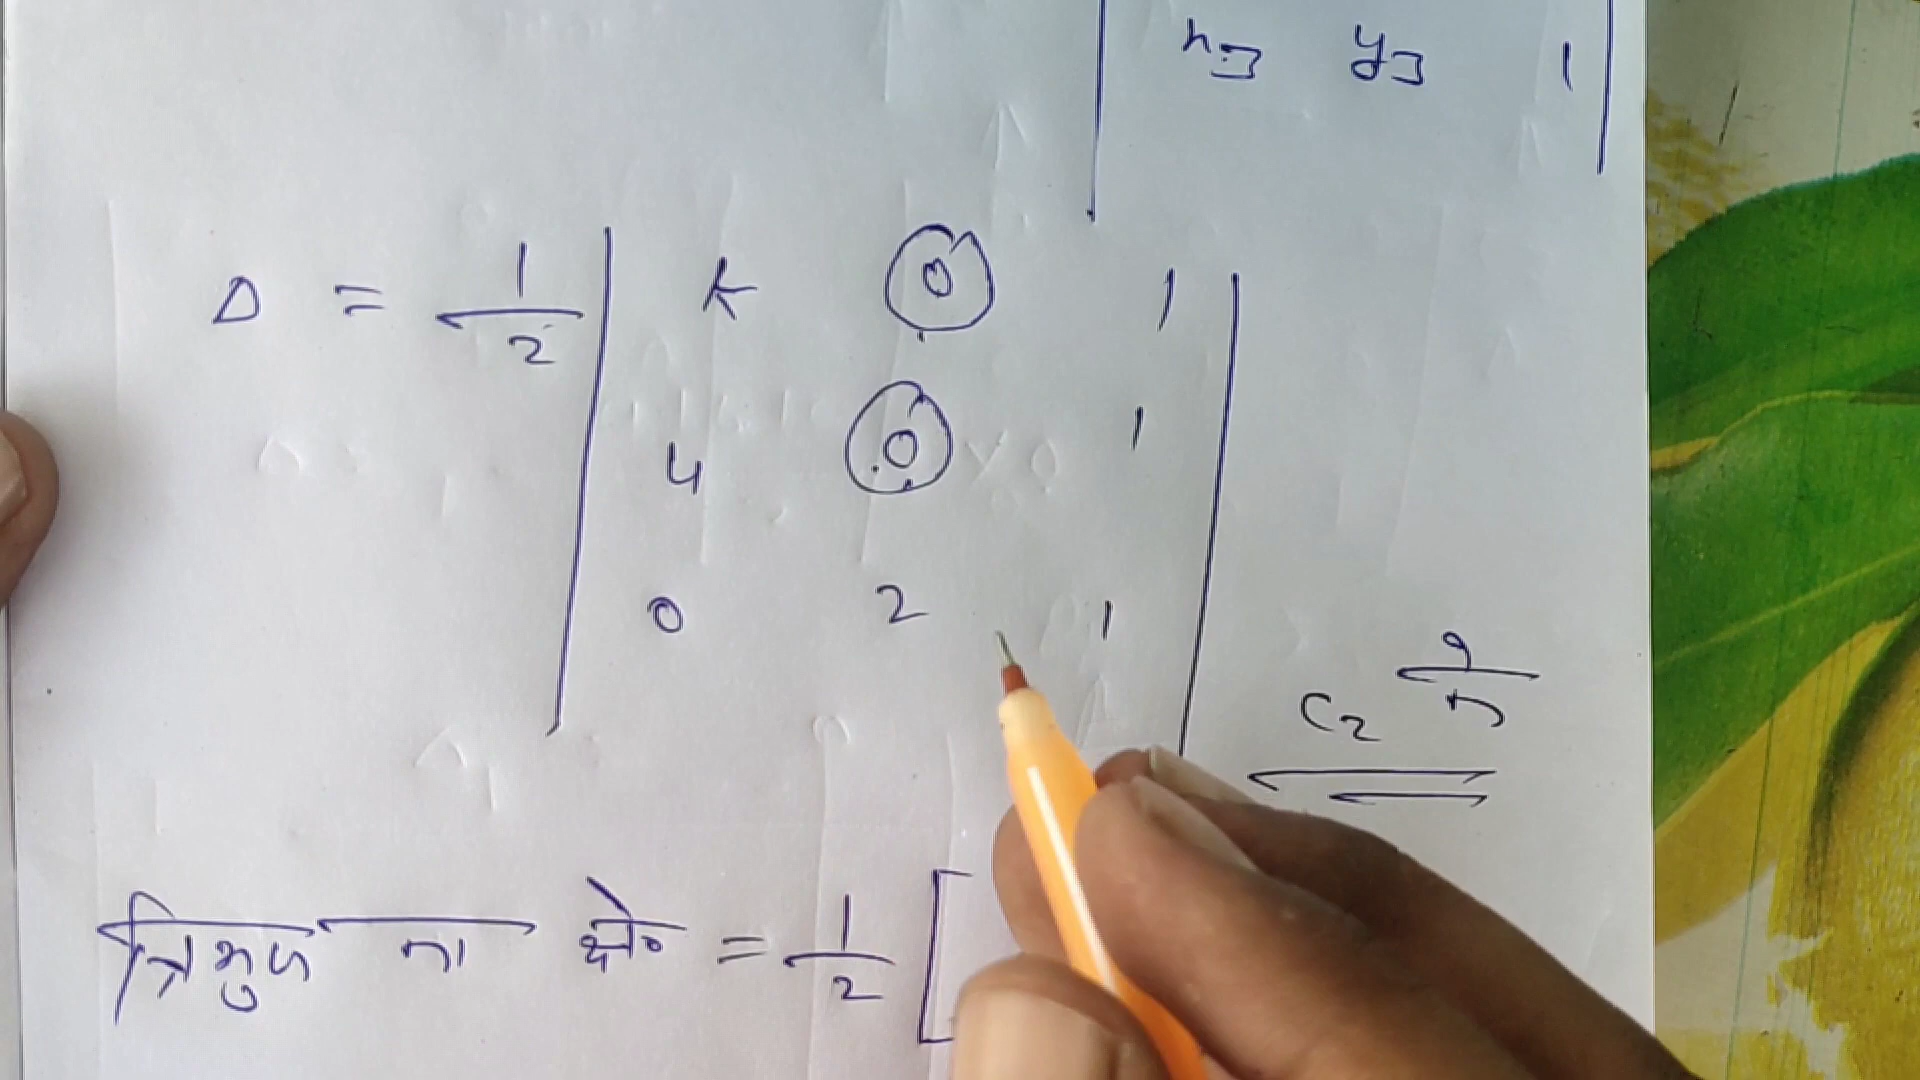 x₃ y₃ 1
Δ = 1/2 | k 0 1 |
| 4 0 1 |
| 0 2 1 |
C₂ से
त्रिभुज का क्षे० = 1/2 [